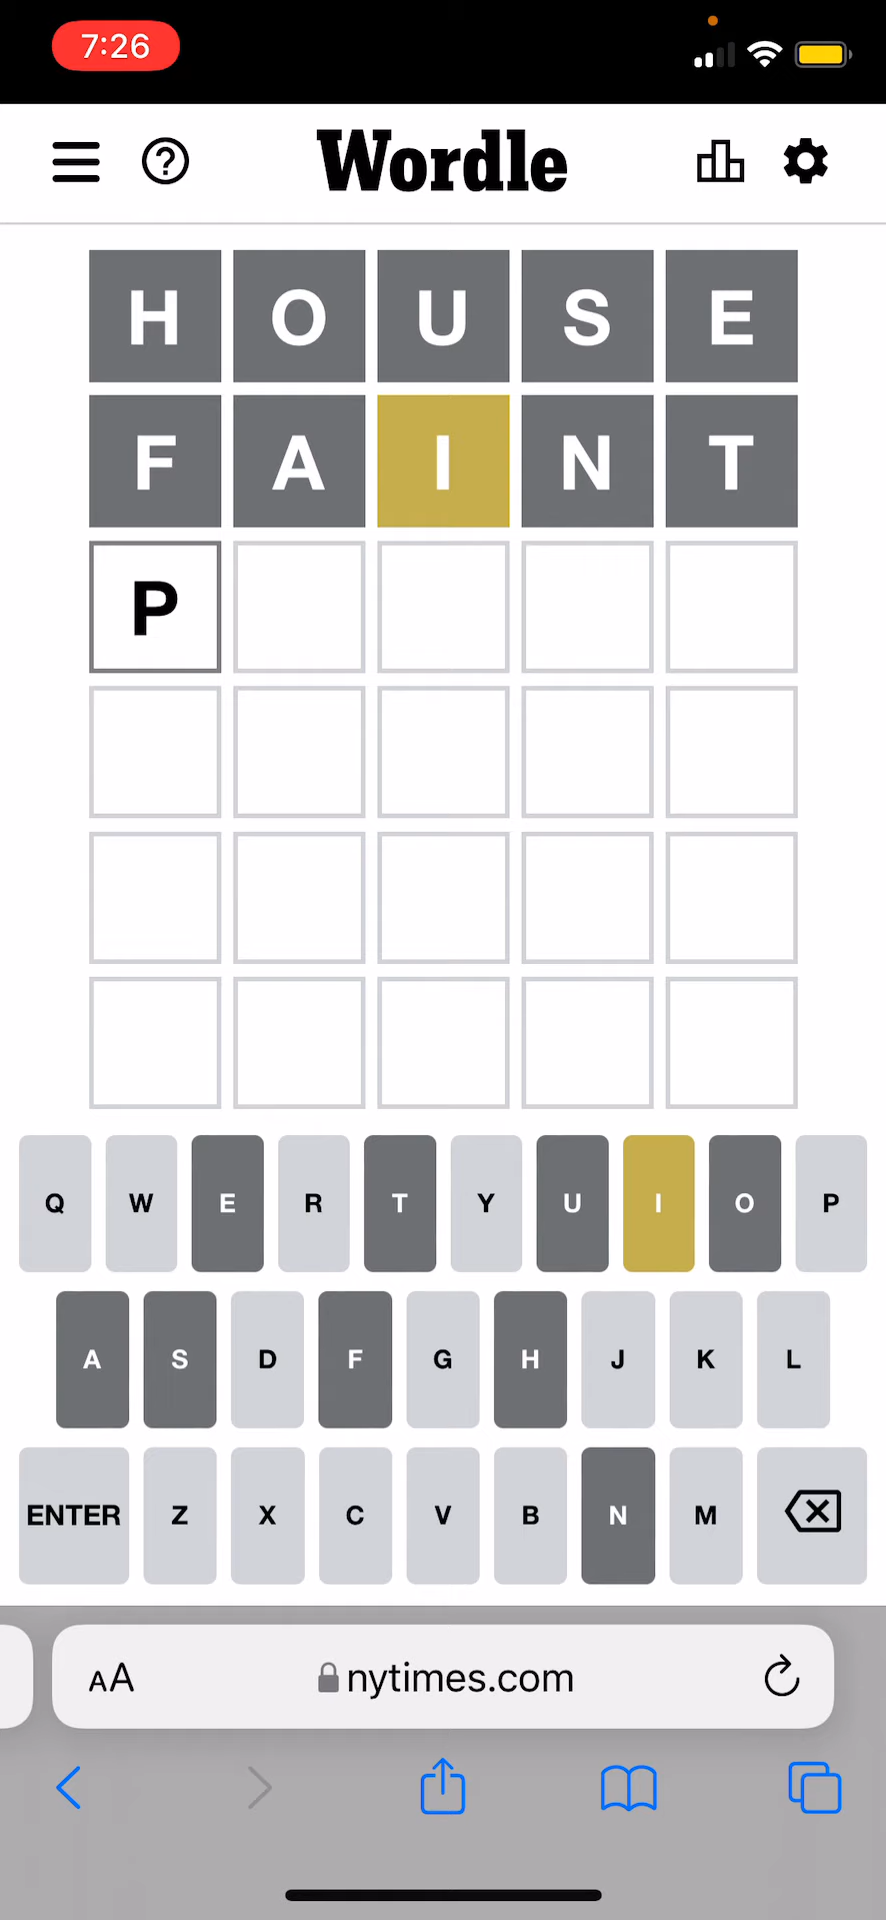 7:26
Wordle
H O U S E
F A I N T
P
Q W E R T Y U I O P
A S D F G H J K L
ENTER Z X C V B N M
AA nytimes.com